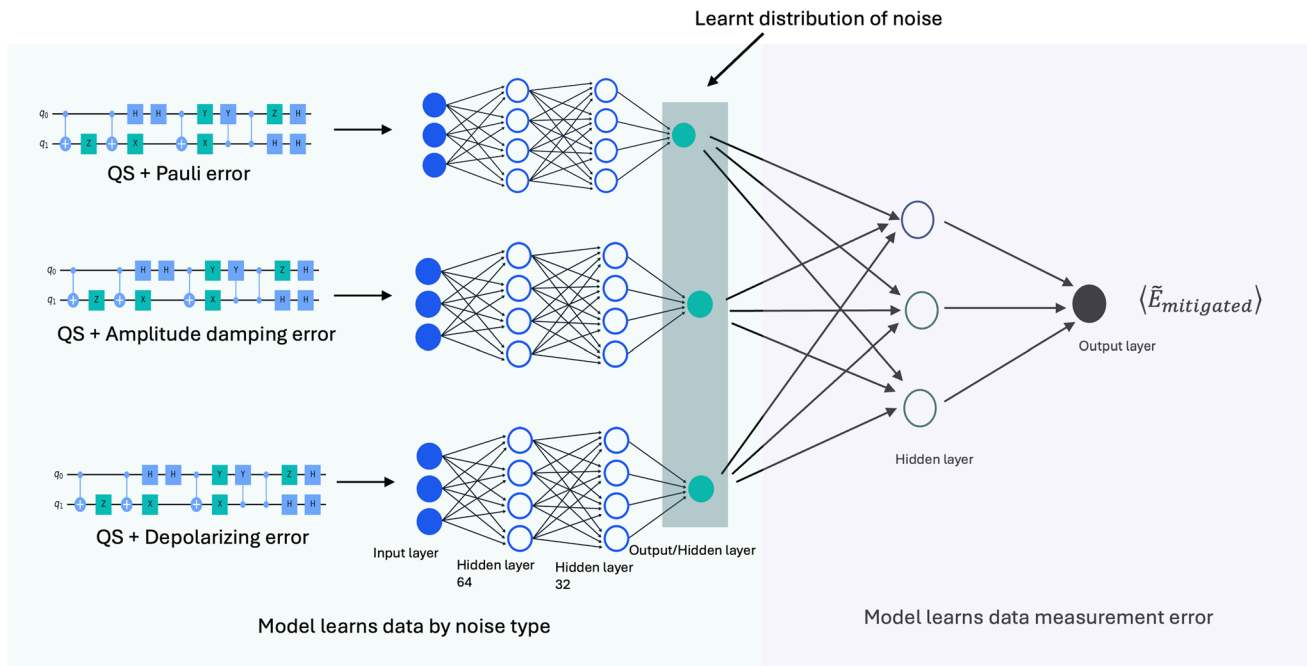 Learnt distribution of noise
q0 H H Y Y Z H
q1 Z X X H H
QS + Pauli error
q0 H H Y Y Z H
q1 Z X X H H
QS + Amplitude damping error
q0 H H Y Y Z H
q1 Z X X H H
QS + Depolarizing error
Input layer
Hidden layer
64
Hidden layer
32
Output/Hidden layer
Hidden layer
Output layer
⟨Ẽmitigated⟩
Model learns data by noise type
Model learns data measurement error